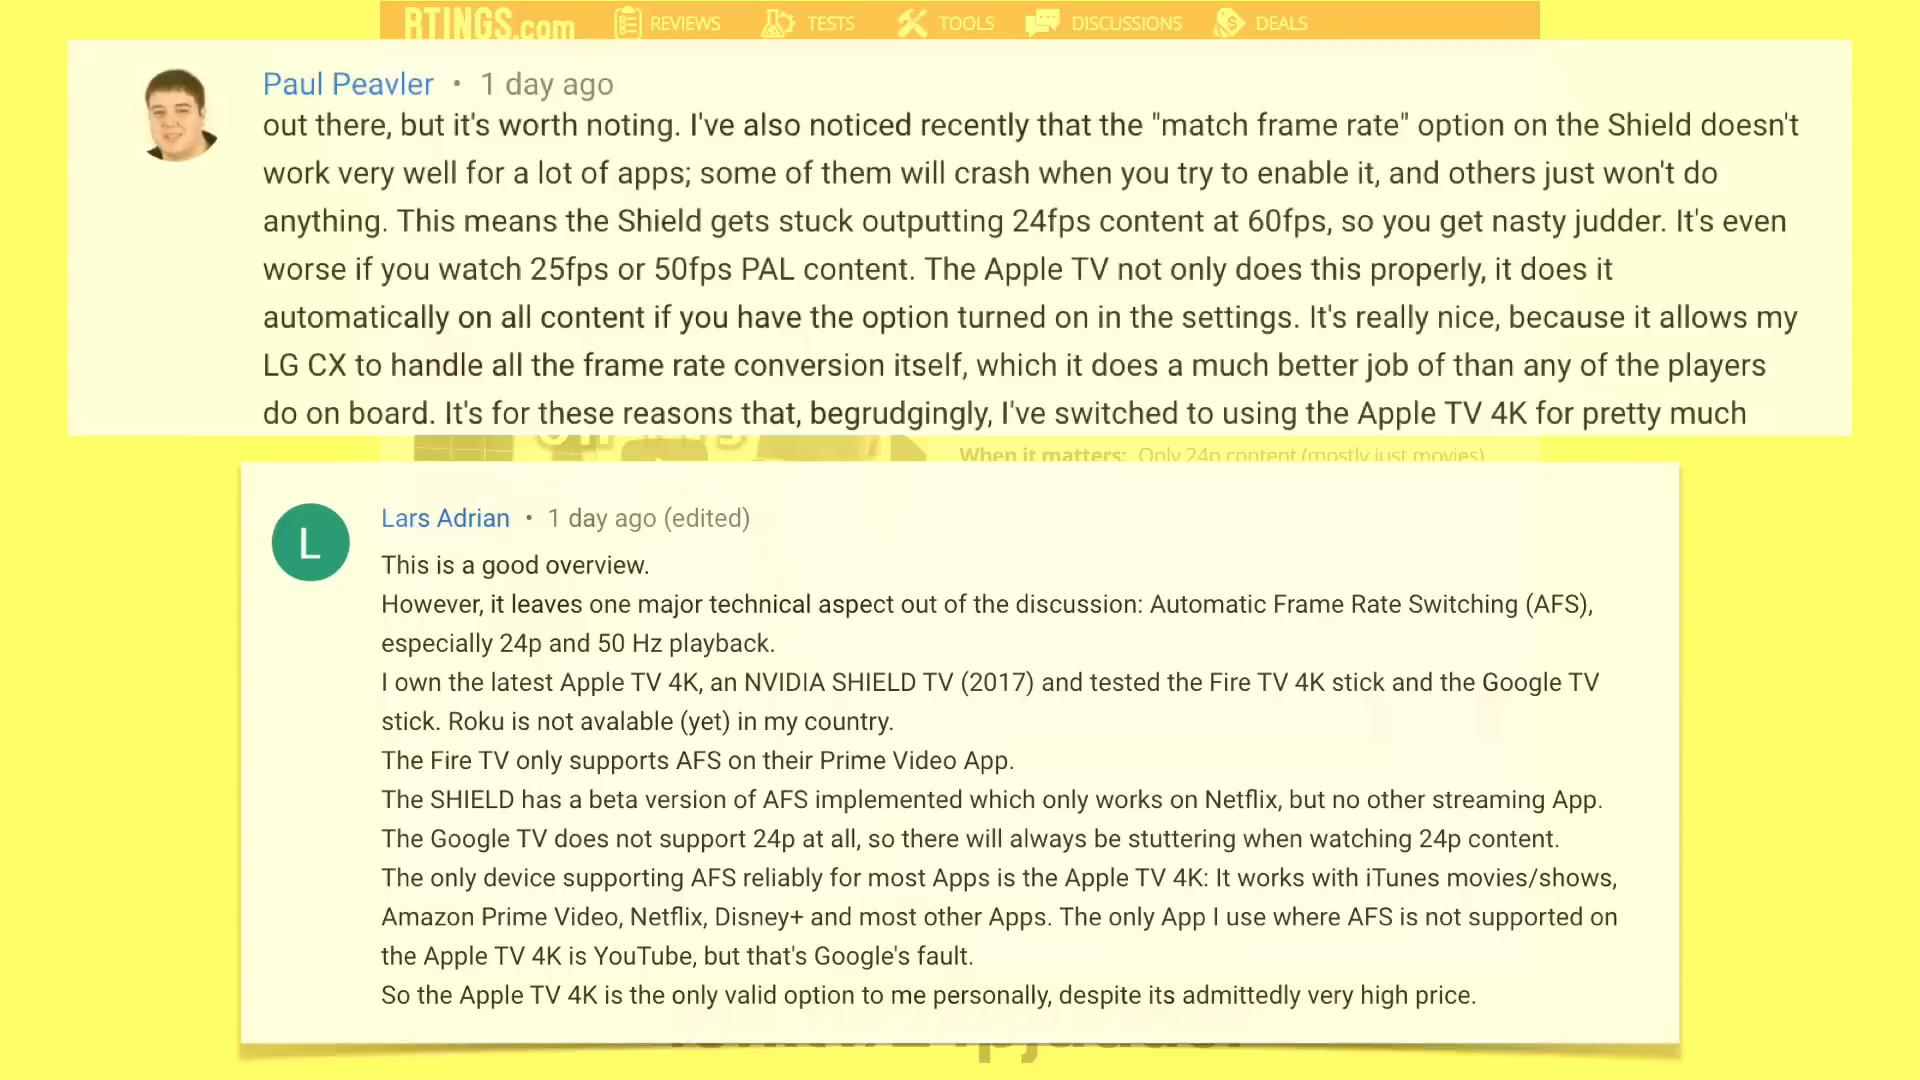 RTINGS.com REVIEWS TESTS TOOLS DISCUSSIONS DEALS
Paul Peavler • 1 day ago
out there, but it's worth noting. I've also noticed recently that the "match frame rate" option on the Shield doesn't
work very well for a lot of apps; some of them will crash when you try to enable it, and others just won't do
anything. This means the Shield gets stuck outputting 24fps content at 60fps, so you get nasty judder. It's even
worse if you watch 25fps or 50fps PAL content. The Apple TV not only does this properly, it does it
automatically on all content if you have the option turned on in the settings. It's really nice, because it allows my
LG CX to handle all the frame rate conversion itself, which it does a much better job of than any of the players
do on board. It's for these reasons that, begrudgingly, I've switched to using the Apple TV 4K for pretty much
When it matters: Only 24p content (mostly just movies)
L
Lars Adrian • 1 day ago (edited)
This is a good overview.
However, it leaves one major technical aspect out of the discussion: Automatic Frame Rate Switching (AFS),
especially 24p and 50 Hz playback.
I own the latest Apple TV 4K, an NVIDIA SHIELD TV (2017) and tested the Fire TV 4K stick and the Google TV
stick. Roku is not avalable (yet) in my country.
The Fire TV only supports AFS on their Prime Video App.
The SHIELD has a beta version of AFS implemented which only works on Netflix, but no other streaming App.
The Google TV does not support 24p at all, so there will always be stuttering when watching 24p content.
The only device supporting AFS reliably for most Apps is the Apple TV 4K: It works with iTunes movies/shows,
Amazon Prime Video, Netflix, Disney+ and most other Apps. The only App I use where AFS is not supported on
the Apple TV 4K is YouTube, but that's Google's fault.
So the Apple TV 4K is the only valid option to me personally, despite its admittedly very high price.